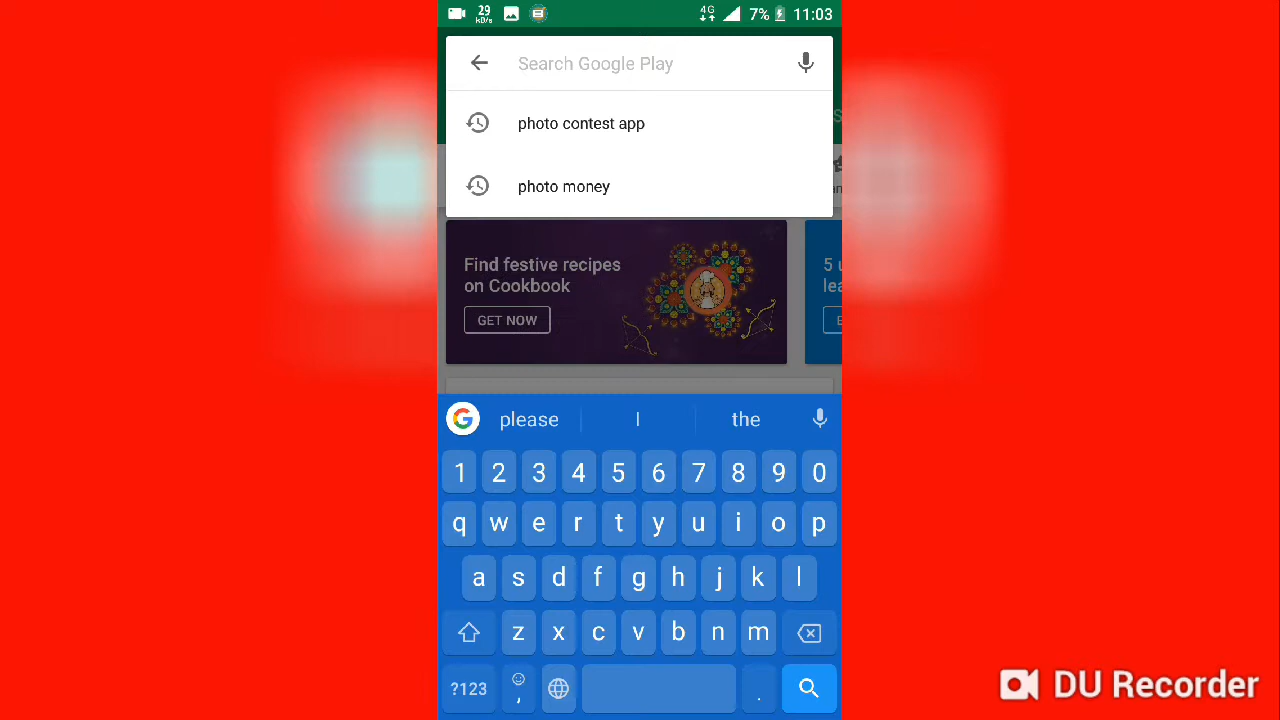 29
kB/s
4G
7%
11:03
Search Google Play
photo contest app
photo money
Find festive recipes
on Cookbook
GET NOW
5 u
lea
E
please
I
the
1 2 3 4 5 6 7 8 9 0
q w e r t y u i o p
a s d f g h j k l
z x c v b n m
?123
,
.
DU Recorder